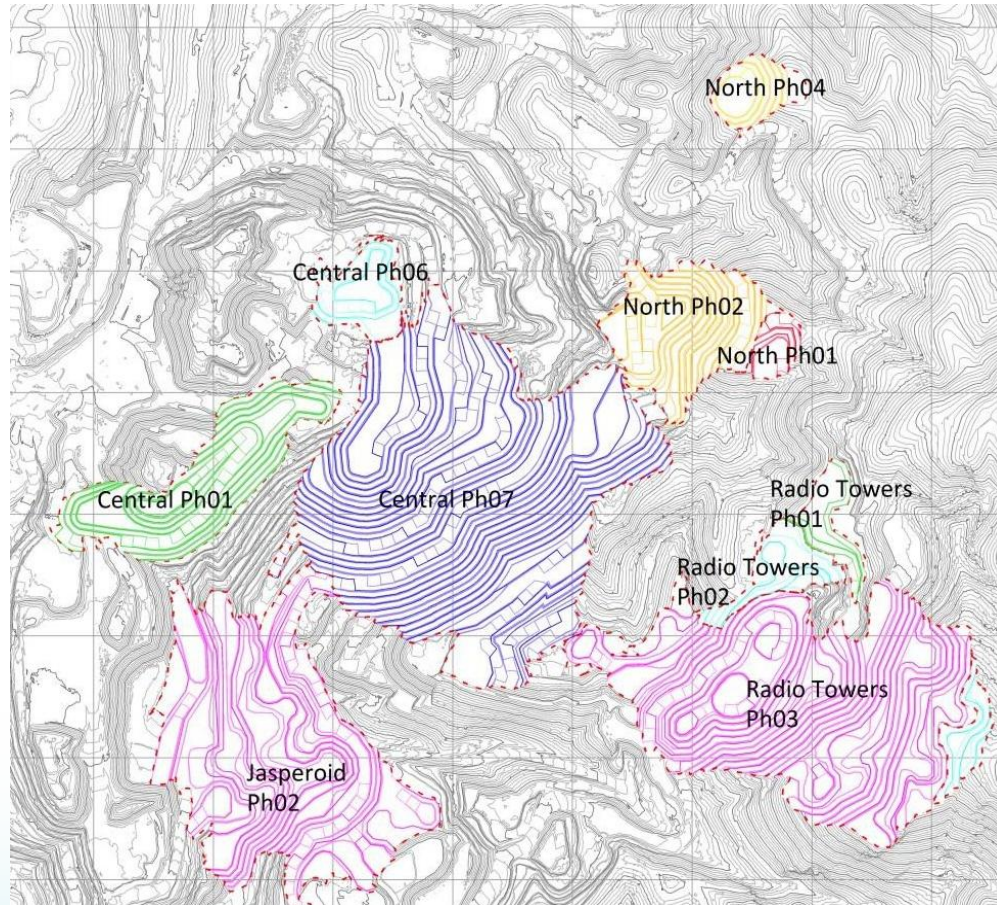 North Ph04
Central Ph06
North Ph02
North Ph01
Central Ph01
Central Ph07
Radio Towers
Ph01
Radio Towers
Ph02
Radio Towers
Ph03
Jasperoid
Ph02